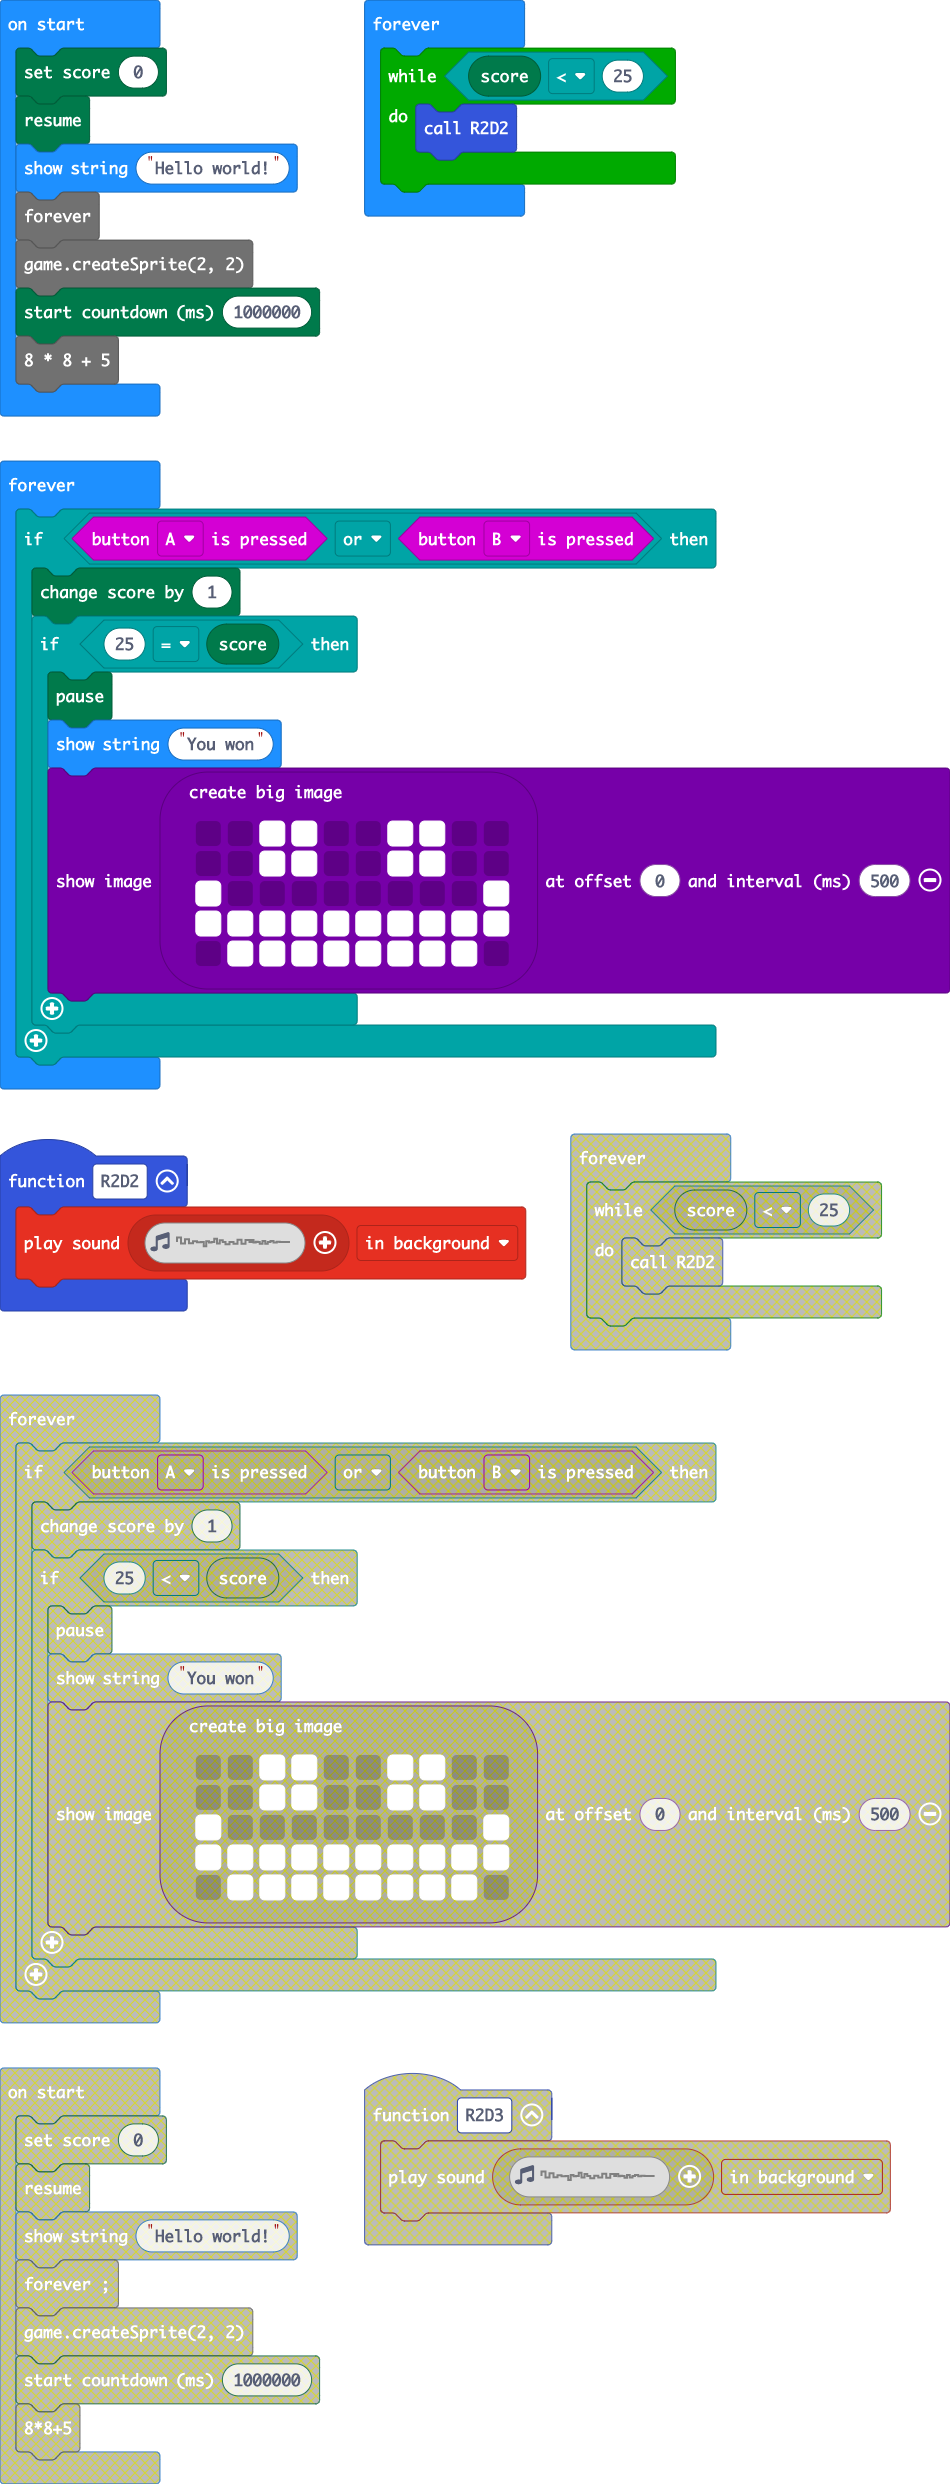 on start
set score 0
resume
show string "Hello world!"
forever
game.createSprite(2, 2)
start countdown (ms) 1000000
8 * 8 + 5
forever
while score < 25
do
call R2D2
forever
if button A is pressed or button B is pressed then
change score by 1
if 25 = score then
pause
show string "You won"
create big image
show image at offset 0 and interval (ms) 500
function R2D2
play sound in background
forever
while score < 25
do
call R2D2
forever
if button A is pressed or button B is pressed then
change score by 1
if 25 < score then
pause
show string "You won"
create big image
show image at offset 0 and interval (ms) 500
on start
set score 0
resume
show string "Hello world!"
forever ;
game.createSprite(2, 2)
start countdown (ms) 1000000
8*8+5
function R2D3
play sound in background